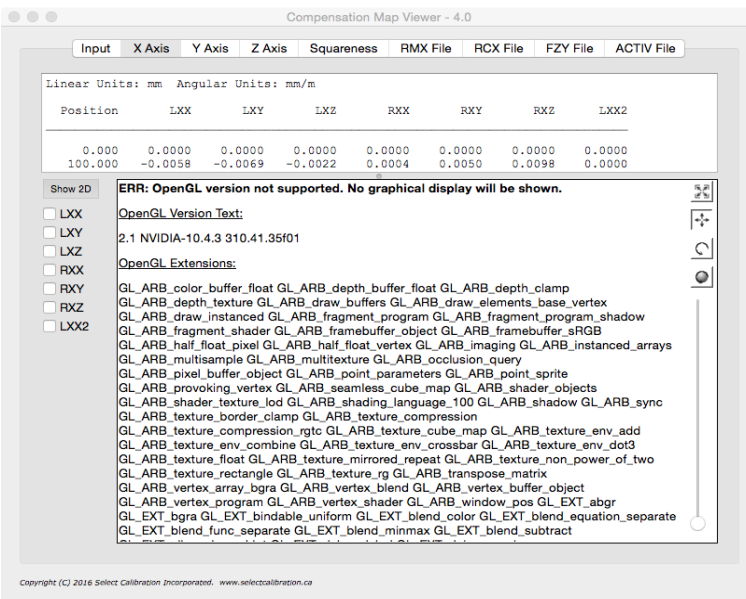 Compensation Map Viewer - 4.0
Input X Axis Y Axis Z Axis Squareness RMX File RCX File FZY File ACTIV File
Linear Units: mm Angular Units: mm/m
Position LXX LXY LXZ RXX RXY RXZ LXX2
0.000 0.0000 0.0000 0.0000 0.0000 0.0000 0.0000 0.0000
100.000 -0.0058 -0.0069 -0.0022 0.0004 0.0050 0.0098 0.0000
Show 2D
LXX
LXY
LXZ
RXX
RXY
RXZ
LXX2
ERR: OpenGL version not supported. No graphical display will be shown.
OpenGL Version Text:
2.1 NVIDIA-10.4.3 310.41.35f01
OpenGL Extensions:
GL_ARB_color_buffer_float GL_ARB_depth_buffer_float GL_ARB_depth_clamp
GL_ARB_depth_texture GL_ARB_draw_buffers GL_ARB_draw_elements_base_vertex
GL_ARB_draw_instanced GL_ARB_fragment_program GL_ARB_fragment_program_shadow
GL_ARB_fragment_shader GL_ARB_framebuffer_object GL_ARB_framebuffer_sRGB
GL_ARB_half_float_pixel GL_ARB_half_float_vertex GL_ARB_imaging GL_ARB_instanced_arrays
GL_ARB_multisample GL_ARB_multitexture GL_ARB_occlusion_query
GL_ARB_pixel_buffer_object GL_ARB_point_parameters GL_ARB_point_sprite
GL_ARB_provoking_vertex GL_ARB_seamless_cube_map GL_ARB_shader_objects
GL_ARB_shader_texture_lod GL_ARB_shading_language_100 GL_ARB_shadow GL_ARB_sync
GL_ARB_texture_border_clamp GL_ARB_texture_compression
GL_ARB_texture_compression_rgtc GL_ARB_texture_cube_map GL_ARB_texture_env_add
GL_ARB_texture_env_combine GL_ARB_texture_env_crossbar GL_ARB_texture_env_dot3
GL_ARB_texture_float GL_ARB_texture_mirrored_repeat GL_ARB_texture_non_power_of_two
GL_ARB_texture_rectangle GL_ARB_texture_rg GL_ARB_transpose_matrix
GL_ARB_vertex_array_bgra GL_ARB_vertex_blend GL_ARB_vertex_buffer_object
GL_ARB_vertex_program GL_ARB_vertex_shader GL_ARB_window_pos GL_EXT_abgr
GL_EXT_bgra GL_EXT_bindable_uniform GL_EXT_blend_color GL_EXT_blend_equation_separate
GL_EXT_blend_func_separate GL_EXT_blend_minmax GL_EXT_blend_subtract
Copyright (C) 2016 Select Calibration Incorporated. www.selectcalibration.ca